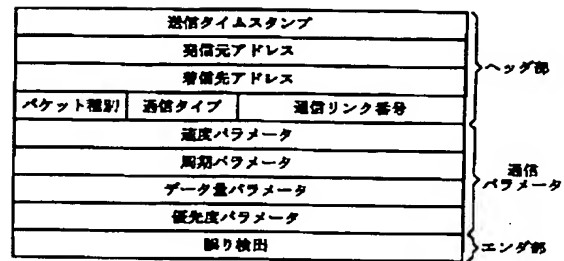 送信タイムスタンプ
発信元アドレス
着信先アドレス
ヘッダ部
パケット種別 通信タイプ 通信リンク番号
速度パラメータ
周期パラメータ
データ量パラメータ
優先度パラメータ
通信
パラメータ
誤り検出
エンダ部